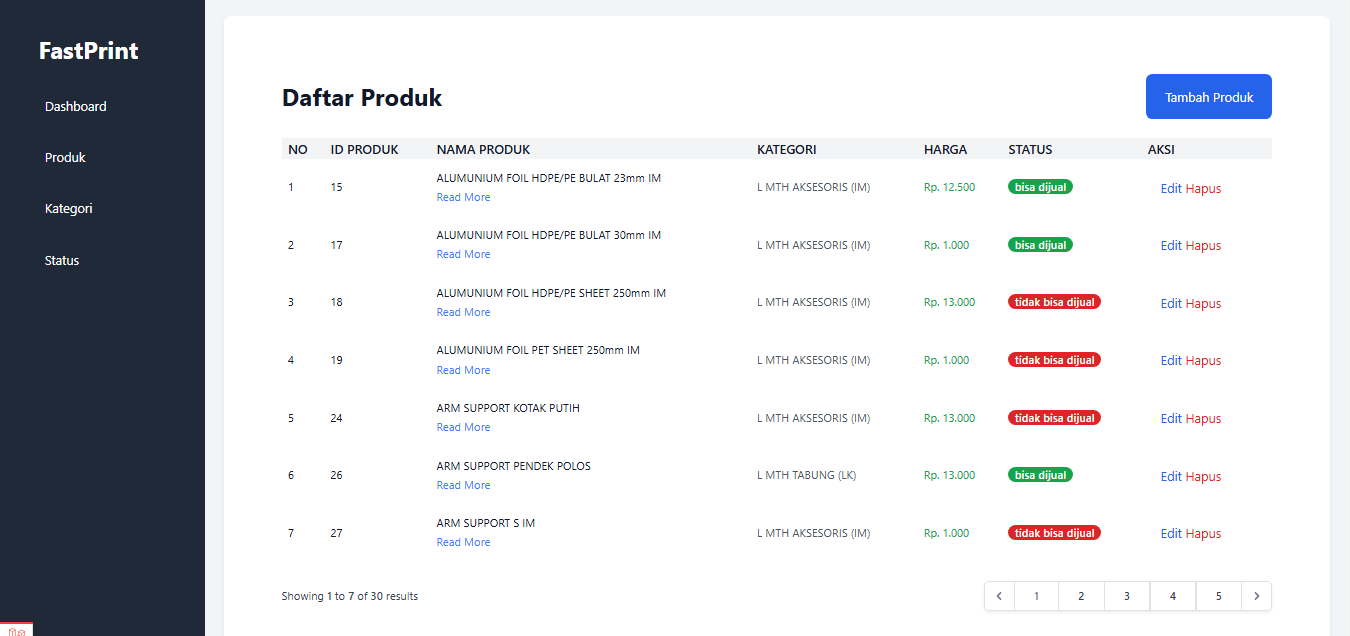 FastPrint
Dashboard
Produk
Kategori
Status
Daftar Produk
Tambah Produk
NO ID PRODUK NAMA PRODUK KATEGORI HARGA STATUS AKSI
1 15 ALUMUNIUM FOIL HDPE/PE BULAT 23mm IM L MTH AKSESORIS (IM) Rp. 12.500 bisa dijual Edit Hapus
Read More
2 17 ALUMUNIUM FOIL HDPE/PE BULAT 30mm IM L MTH AKSESORIS (IM) Rp. 1.000 bisa dijual Edit Hapus
Read More
3 18 ALUMUNIUM FOIL HDPE/PE SHEET 250mm IM L MTH AKSESORIS (IM) Rp. 13.000 tidak bisa dijual Edit Hapus
Read More
4 19 ALUMUNIUM FOIL PET SHEET 250mm IM L MTH AKSESORIS (IM) Rp. 1.000 tidak bisa dijual Edit Hapus
Read More
5 24 ARM SUPPORT KOTAK PUTIH L MTH AKSESORIS (IM) Rp. 13.000 tidak bisa dijual Edit Hapus
Read More
6 26 ARM SUPPORT PENDEK POLOS L MTH TABUNG (LK) Rp. 13.000 bisa dijual Edit Hapus
Read More
7 27 ARM SUPPORT S IM L MTH AKSESORIS (IM) Rp. 1.000 tidak bisa dijual Edit Hapus
Read More
Showing 1 to 7 of 30 results
1 2 3 4 5